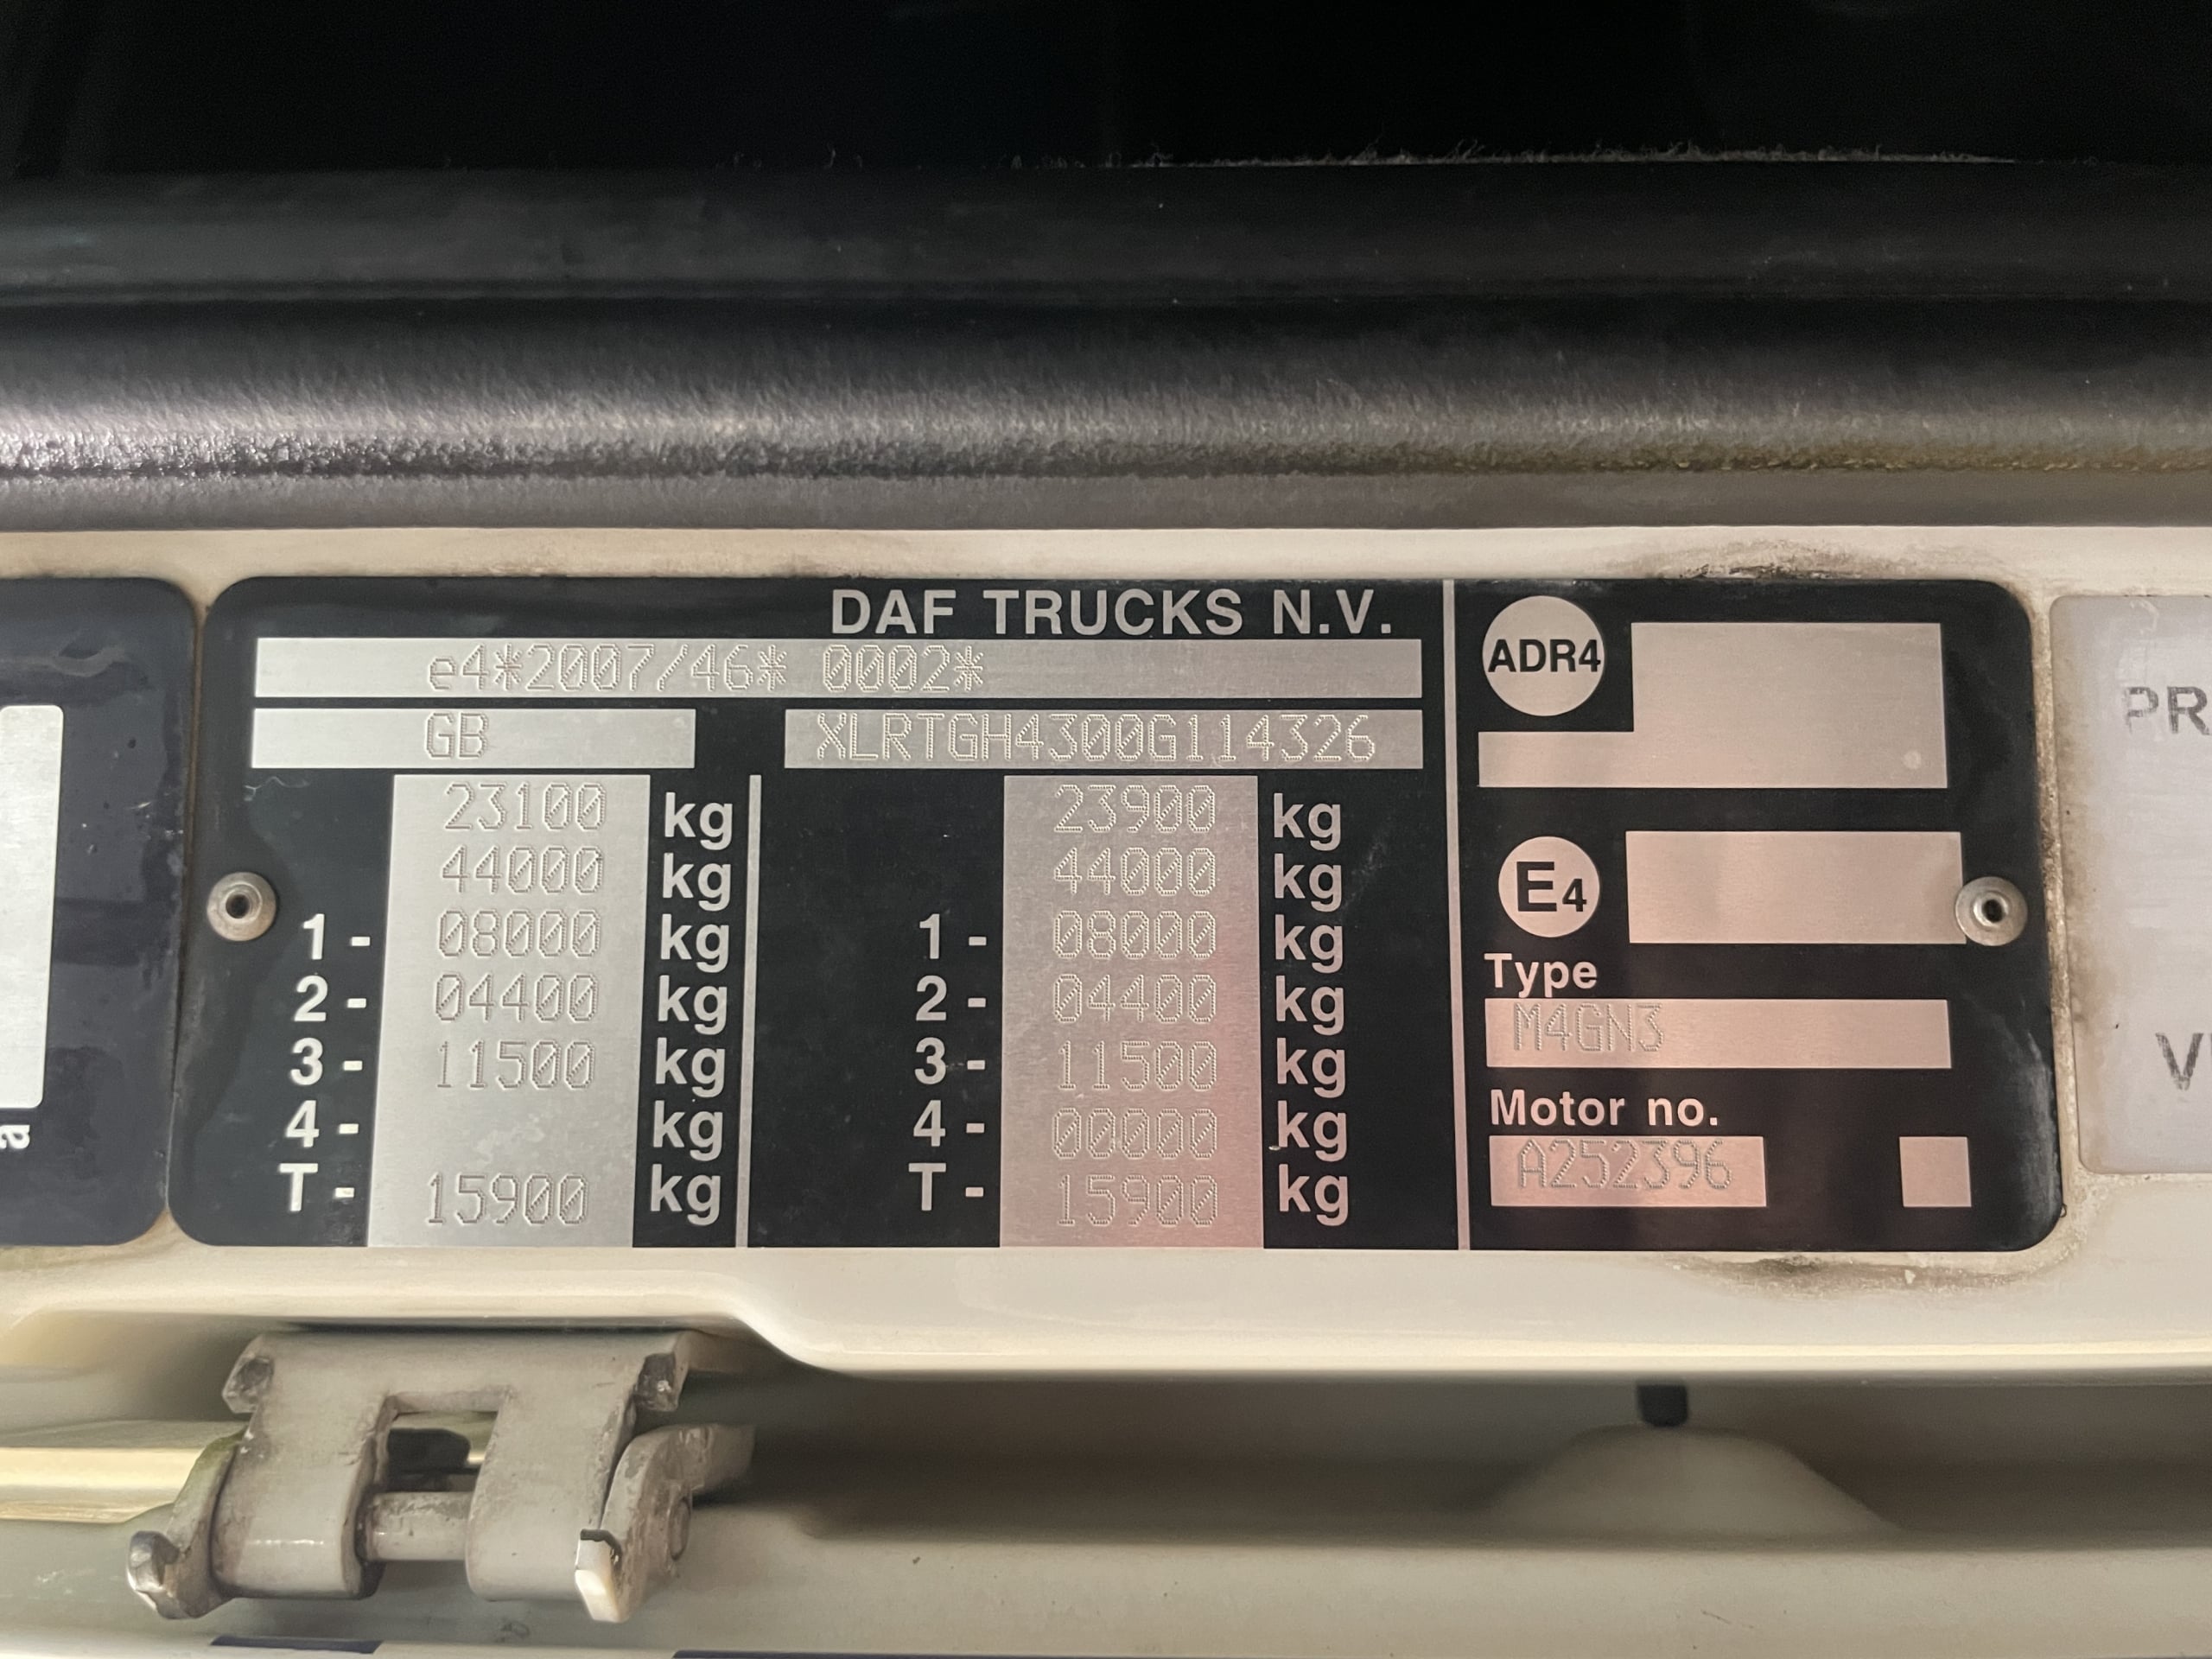 DAF TRUCKS N.V.
e4*2007/46* 0002*
GB XLRTGH4300G114326
23100 kg 23900 kg
44000 kg 44000 kg
1 - 08000 kg 1 - 08000 kg
2 - 04400 kg 2 - 04400 kg
3 - 11500 kg 3 - 11500 kg
4 - kg 4 - 00000 kg
T - 15900 kg T - 15900 kg
ADR4
E4
Type
M4GN3
Motor no.
A252396
a
PR